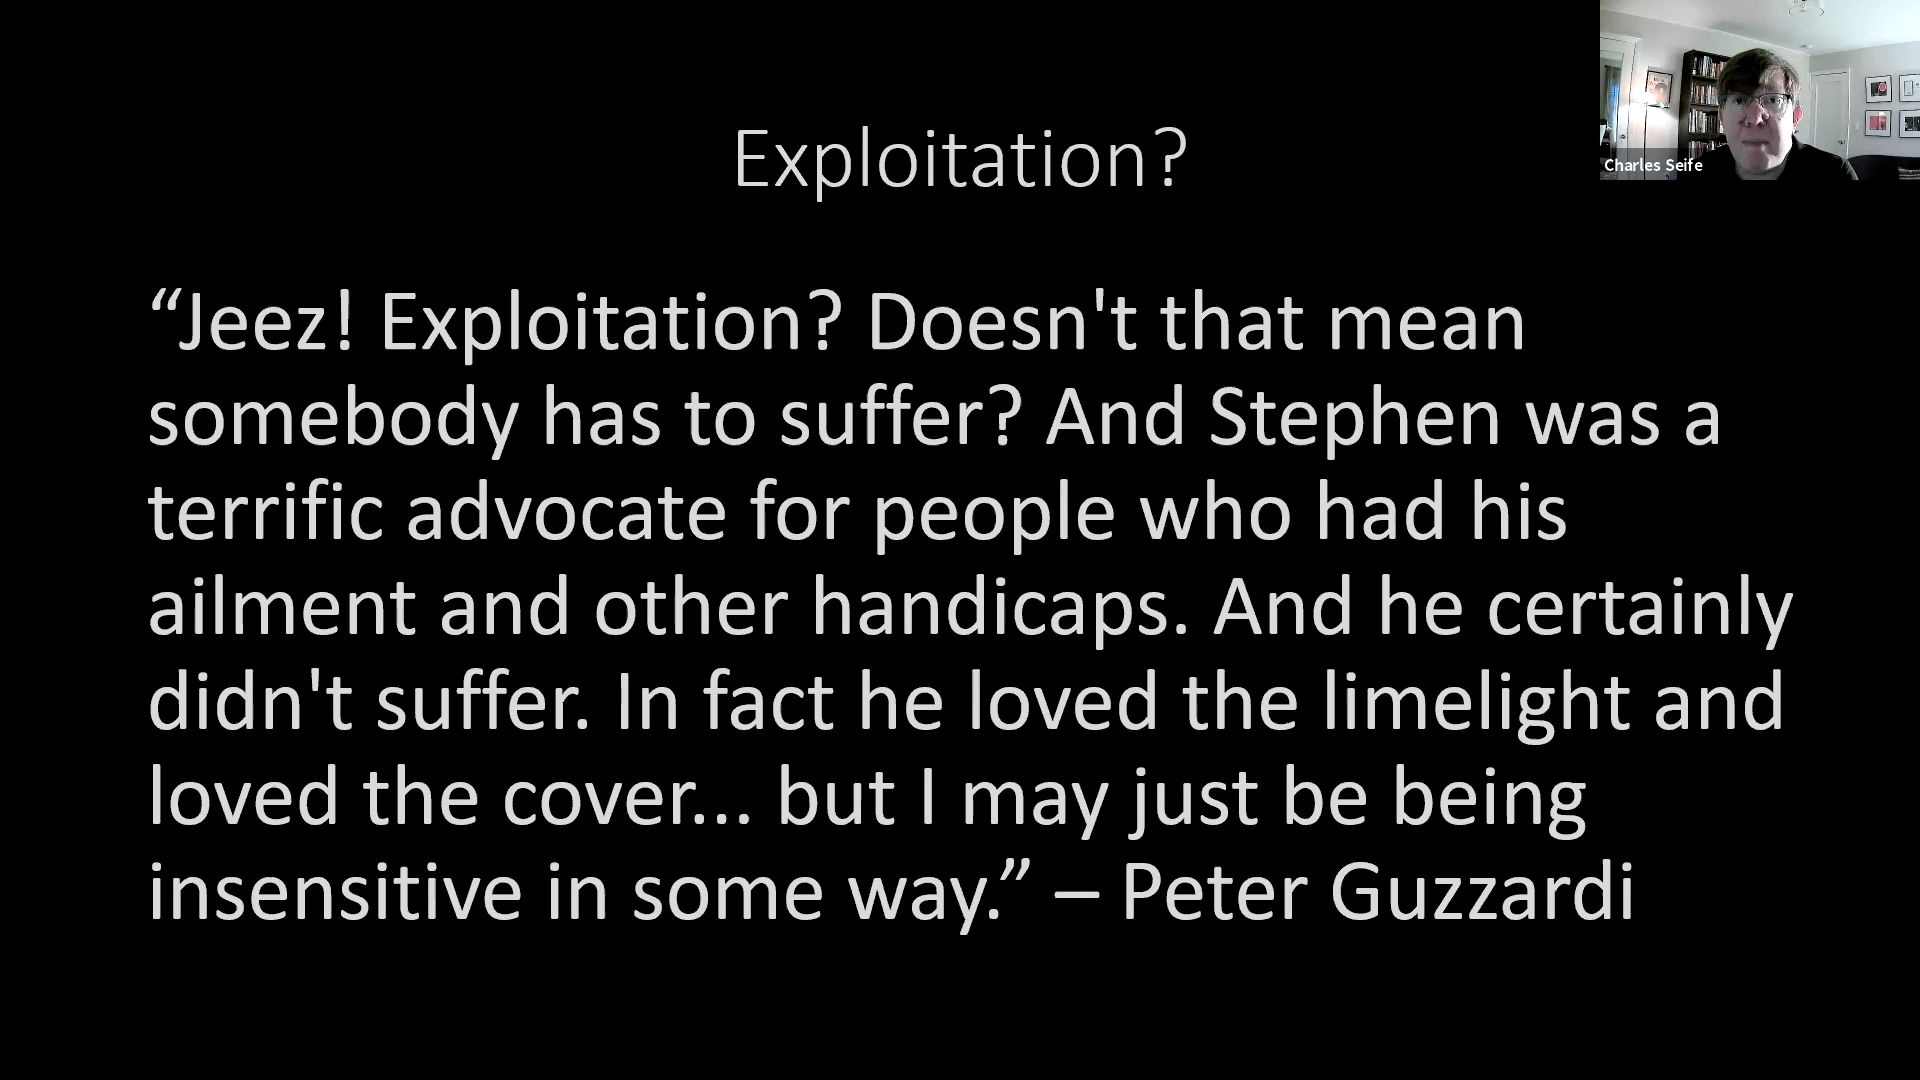 Exploitation?
Charles Seife
“Jeez! Exploitation? Doesn't that mean
somebody has to suffer? And Stephen was a
terrific advocate for people who had his
ailment and other handicaps. And he certainly
didn't suffer. In fact he loved the limelight and
loved the cover... but I may just be being
insensitive in some way.” – Peter Guzzardi